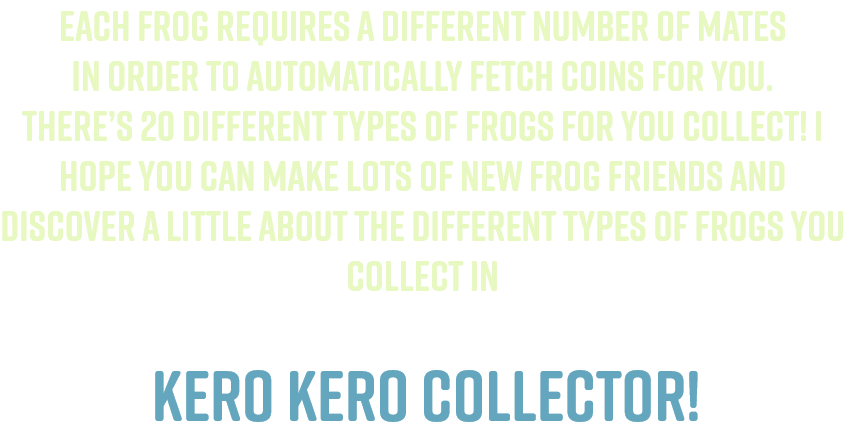 EACH FROG REQUIRES A DIFFERENT NUMBER OF MATES
IN ORDER TO AUTOMATICALLY FETCH COINS FOR YOU.
THERE'S 20 DIFFERENT TYPES OF FROGS FOR YOU COLLECT! I
HOPE YOU CAN MAKE LOTS OF NEW FROG FRIENDS AND
DISCOVER A LITTLE ABOUT THE DIFFERENT TYPES OF FROGS YOU
COLLECT IN
KERO KERO COLLECTOR!